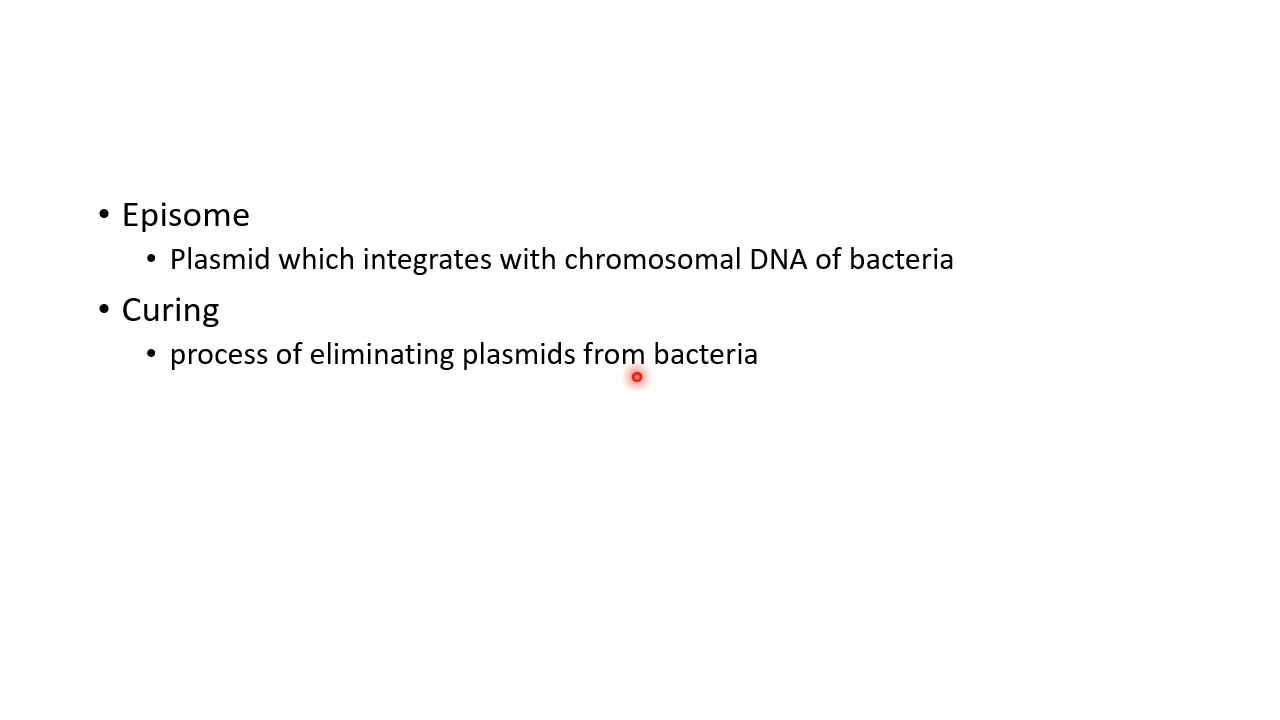 • Episome
• Plasmid which integrates with chromosomal DNA of bacteria
• Curing
• process of eliminating plasmids from bacteria